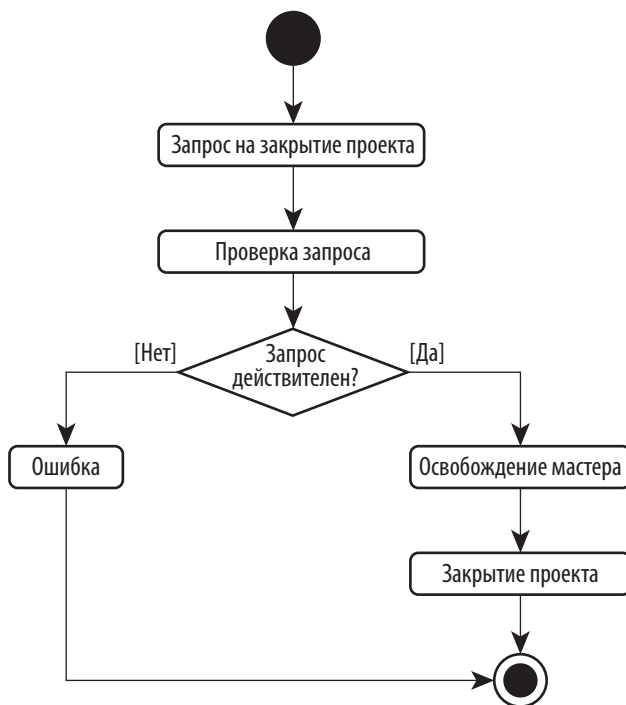 Запрос на закрытие проекта
Проверка запроса
[Нет]
Запрос
действителен?
[Да]
Ошибка
Освобождение мастера
Закрытие проекта